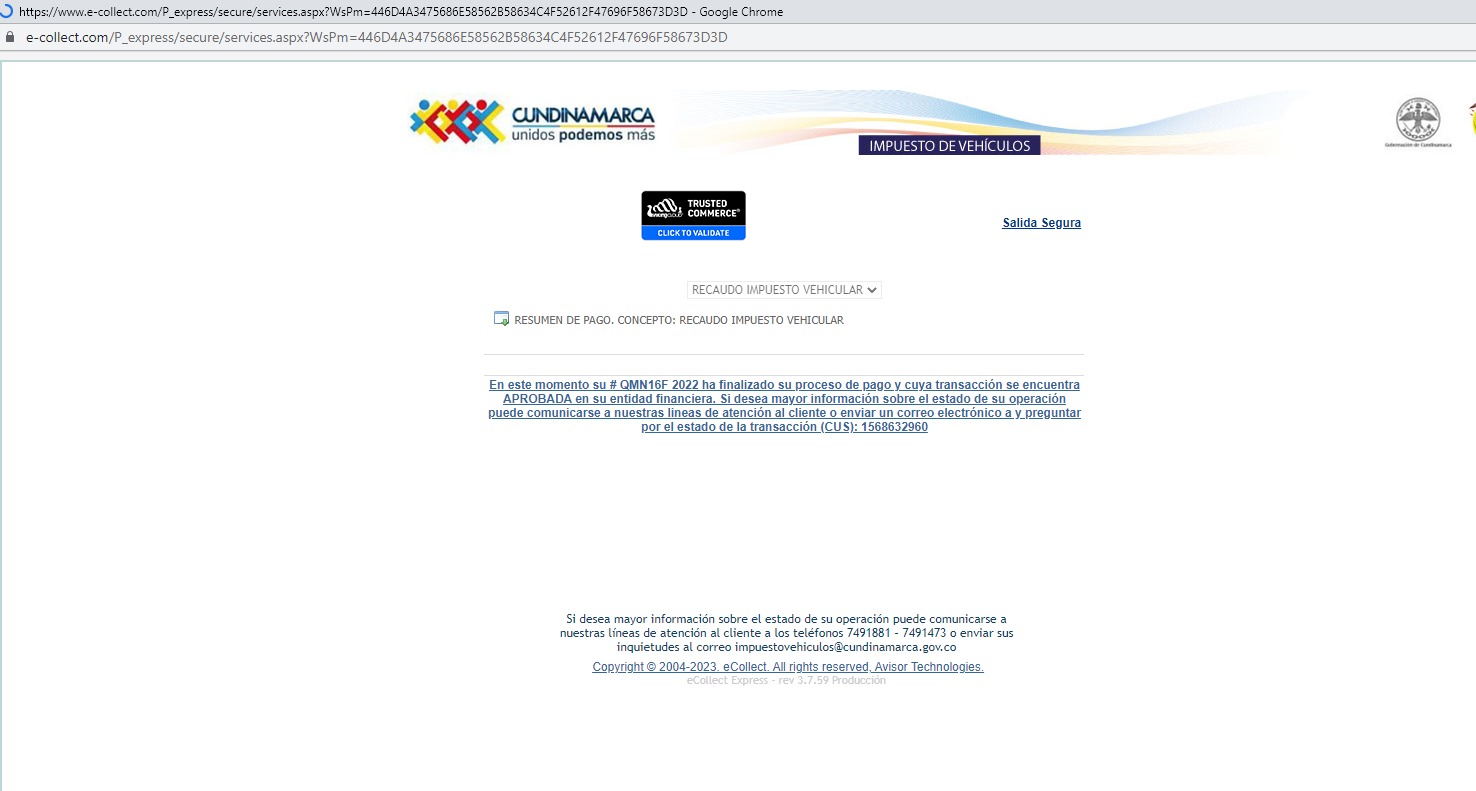 https://www.e-collect.com/P_express/secure/services.aspx?WsPm=446D4A3475686E58562B58634C4F52612F47696F58673D3D - Google Chrome
e-collect.com/P_express/secure/services.aspx?WsPm=446D4A3475686E58562B58634C4F52612F47696F58673D3D
CUNDINAMARCA
unidos podemos más
IMPUESTO DE VEHÍCULOS
Gobernación de Cundinamarca
TRUSTED
COMMERCE®
CLICK TO VALIDATE
Salida Segura
RECAUDO IMPUESTO VEHICULAR
RESUMEN DE PAGO. CONCEPTO: RECAUDO IMPUESTO VEHICULAR
En este momento su # QMN16F 2022 ha finalizado su proceso de pago y cuya transacción se encuentra
APROBADA en su entidad financiera. Si desea mayor información sobre el estado de su operación
puede comunicarse a nuestras lineas de atención al cliente o enviar un correo electrónico a y preguntar
por el estado de la transacción (CUS): 1568632960
Si desea mayor información sobre el estado de su operación puede comunicarse a
nuestras líneas de atención al cliente a los teléfonos 7491881 - 7491473 o enviar sus
inquietudes al correo impuestovehiculos@cundinamarca.gov.co
Copyright © 2004-2023. eCollect. All rights reserved, Avisor Technologies.
eCollect Express - rev 3.7.59 Producción